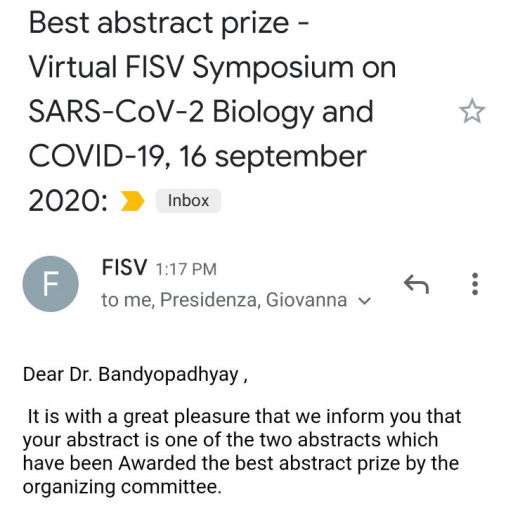 Best abstract prize -
Virtual FISV Symposium on
SARS-CoV-2 Biology and
COVID-19, 16 september
2020: Inbox
F
FISV 1:17 PM
to me, Presidenza, Giovanna
Dear Dr. Bandyopadhyay ,
It is with a great pleasure that we inform you that
your abstract is one of the two abstracts which
have been Awarded the best abstract prize by the
organizing committee.